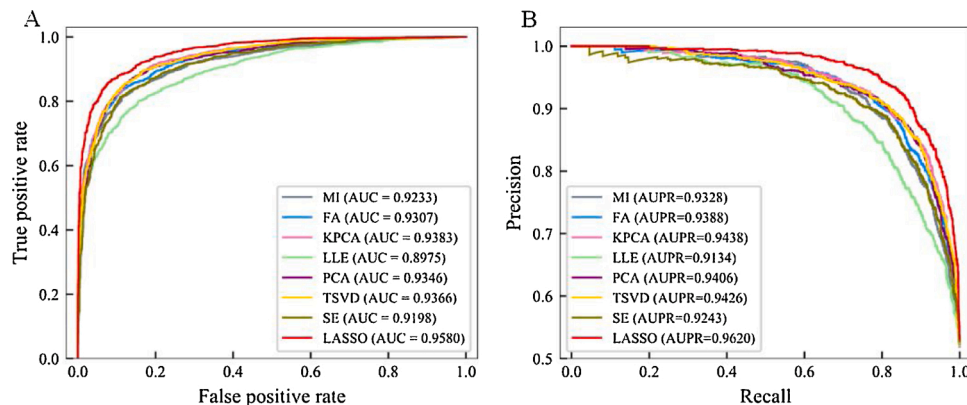 A
1.0
0.8
0.6
0.4
0.2
0.0
True positive rate
MI (AUC = 0.9233)
FA (AUC = 0.9307)
KPCA (AUC = 0.9383)
LLE (AUC = 0.8975)
PCA (AUC = 0.9346)
TSVD (AUC = 0.9366)
SE (AUC = 0.9198)
LASSO (AUC = 0.9580)
0.0 0.2 0.4 0.6 0.8 1.0
False positive rate
B
1.0
0.9
0.8
0.7
0.6
0.5
Precision
MI (AUPR=0.9328)
FA (AUPR=0.9388)
KPCA (AUPR=0.9438)
LLE (AUPR=0.9134)
PCA (AUPR=0.9406)
TSVD (AUPR=0.9426)
SE (AUPR=0.9243)
LASSO (AUPR=0.9620)
0.0 0.2 0.4 0.6 0.8 1.0
Recall